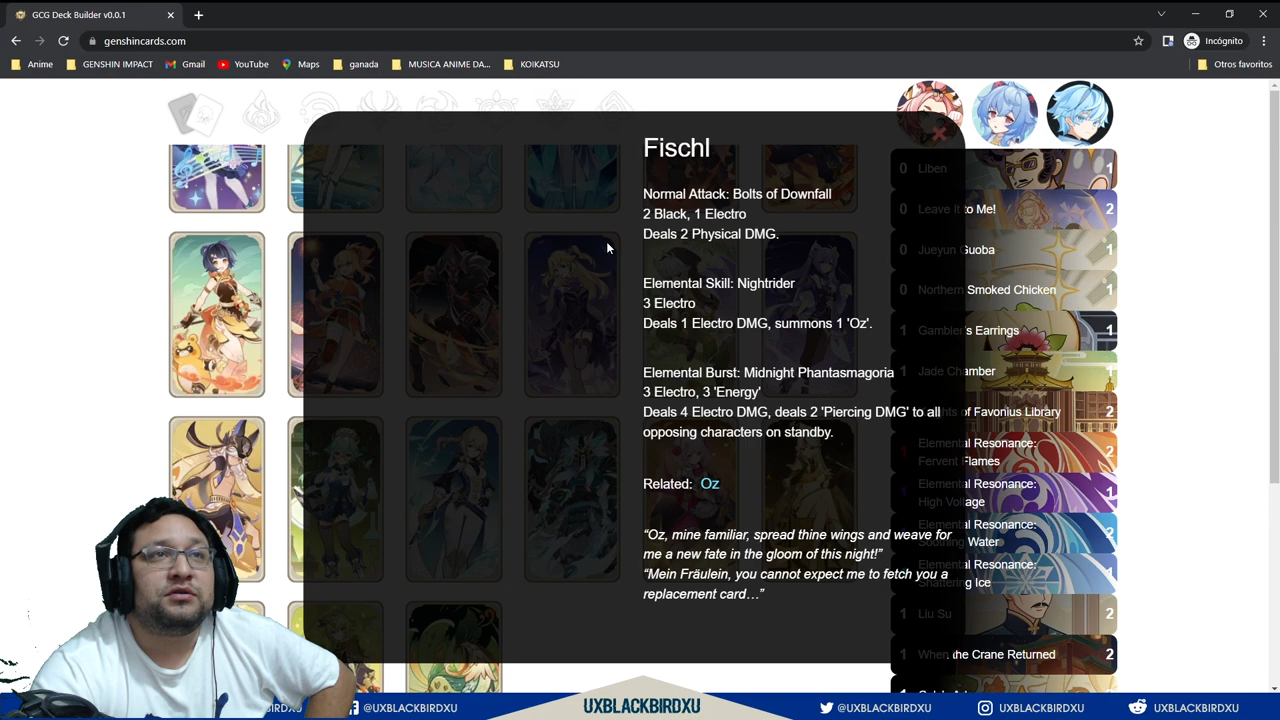 GCG Deck Builder v0.0.1
genshincards.com
Incógnito
Anime
GENSHIN IMPACT
Gmail
YouTube
Maps
ganada
MUSICA ANIME DA...
KOIKATSU
Otros favoritos
Fischl
Normal Attack: Bolts of Downfall
2 Black, 1 Electro
Deals 2 Physical DMG.
Elemental Skill: Nightrider
3 Electro
Deals 1 Electro DMG, summons 1 'Oz'.
Elemental Burst: Midnight Phantasmagoria
3 Electro, 3 'Energy'
Deals 4 Electro DMG, deals 2 'Piercing DMG' to all
opposing characters on standby.
Related: Oz
“Oz, mine familiar, spread thine wings and weave for
me a new fate in the gloom of this night!”
“Mein Fräulein, you cannot expect me to fetch you a
replacement card…”
0 Liben 1
0 Leave It to Me! 2
0 Jueyun Guoba 1
0 Northern Smoked Chicken 1
1 Gambler's Earrings 1
1 Jade Chamber
of Favonius Library 2
Elemental Resonance:
Fervent Flames 2
Elemental Resonance:
High Voltage 1
Elemental Resonance:
Soothing Water 2
Elemental Resonance:
Shattering Ice 1
1 Liu Su 2
1 When the Crane Returned 2
@UXBLACKBIRDXU
UXBLACKBIRDXU
@UXBLACKBIRDXU
UXBLACKBIRDXU
UXBLACKBIRDXU